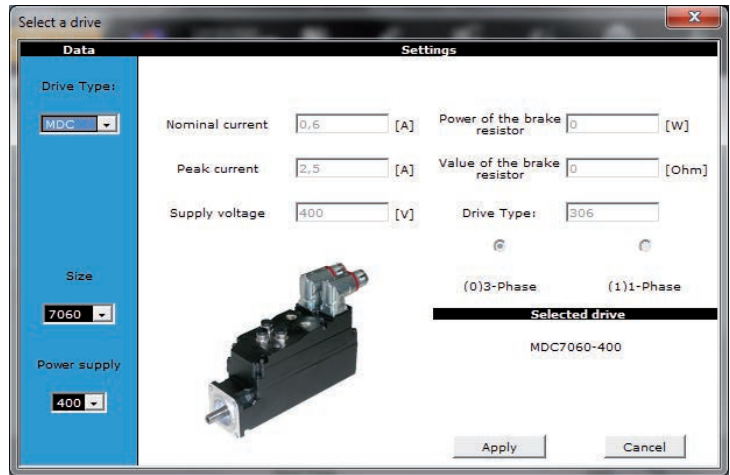 Select a drive
Data
Settings
Drive Type:
MDC
Nominal current 0,6 [A]
Power of the brake resistor 0 [W]
Peak current 2,5 [A]
Value of the brake resistor 0 [Ohm]
Supply voltage 400 [V]
Drive Type: 306
Size
7060
(0)3-Phase
(1)1-Phase
Selected drive
MDC7060-400
Power supply
400
Apply
Cancel